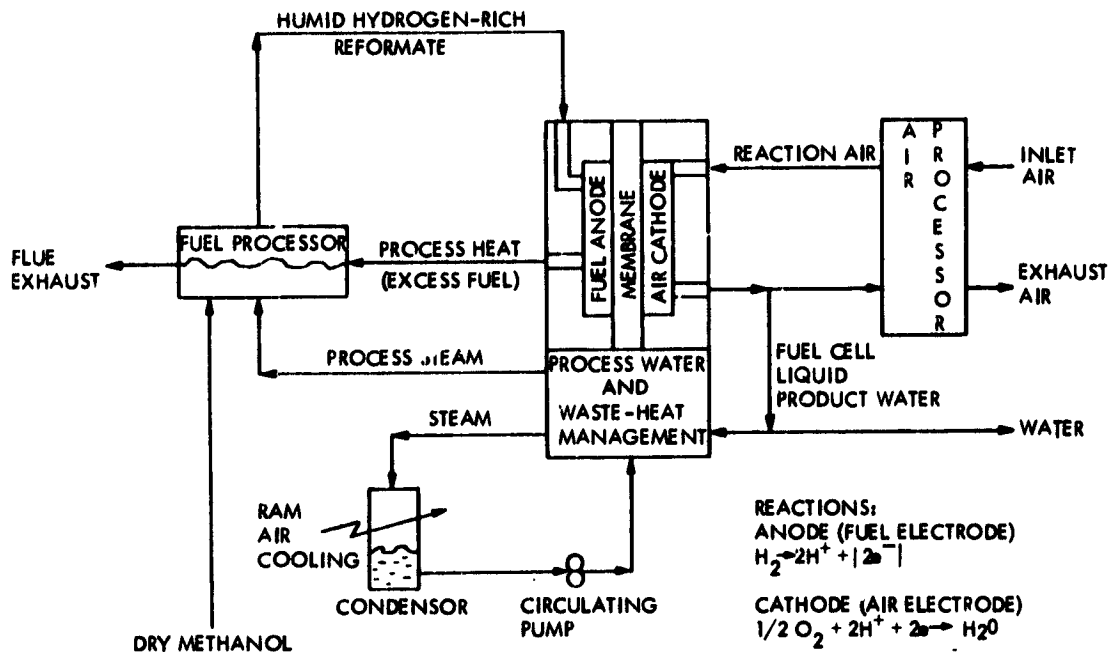 HUMID HYDROGEN-RICH
REFORMATE
REACTION AIR
AIR
PROCESSOR
INLET
AIR
FUEL PROCESSOR
FLUE
EXHAUST
PROCESS HEAT
(EXCESS FUEL)
FUEL ANODE
MEMBRANE
AIR CATHODE
EXHAUST
AIR
PROCESS STEAM
PROCESS WATER
AND
WASTE-HEAT
MANAGEMENT
FUEL CELL
LIQUID
PRODUCT WATER
STEAM
WATER
RAM
AIR
COOLING
CONDENSOR
CIRCULATING
PUMP
DRY METHANOL
REACTIONS:
ANODE (FUEL ELECTRODE)
H₂→2H⁺ + |2e⁻|
CATHODE (AIR ELECTRODE)
1/2 O₂ + 2H⁺ + 2e→ H₂O